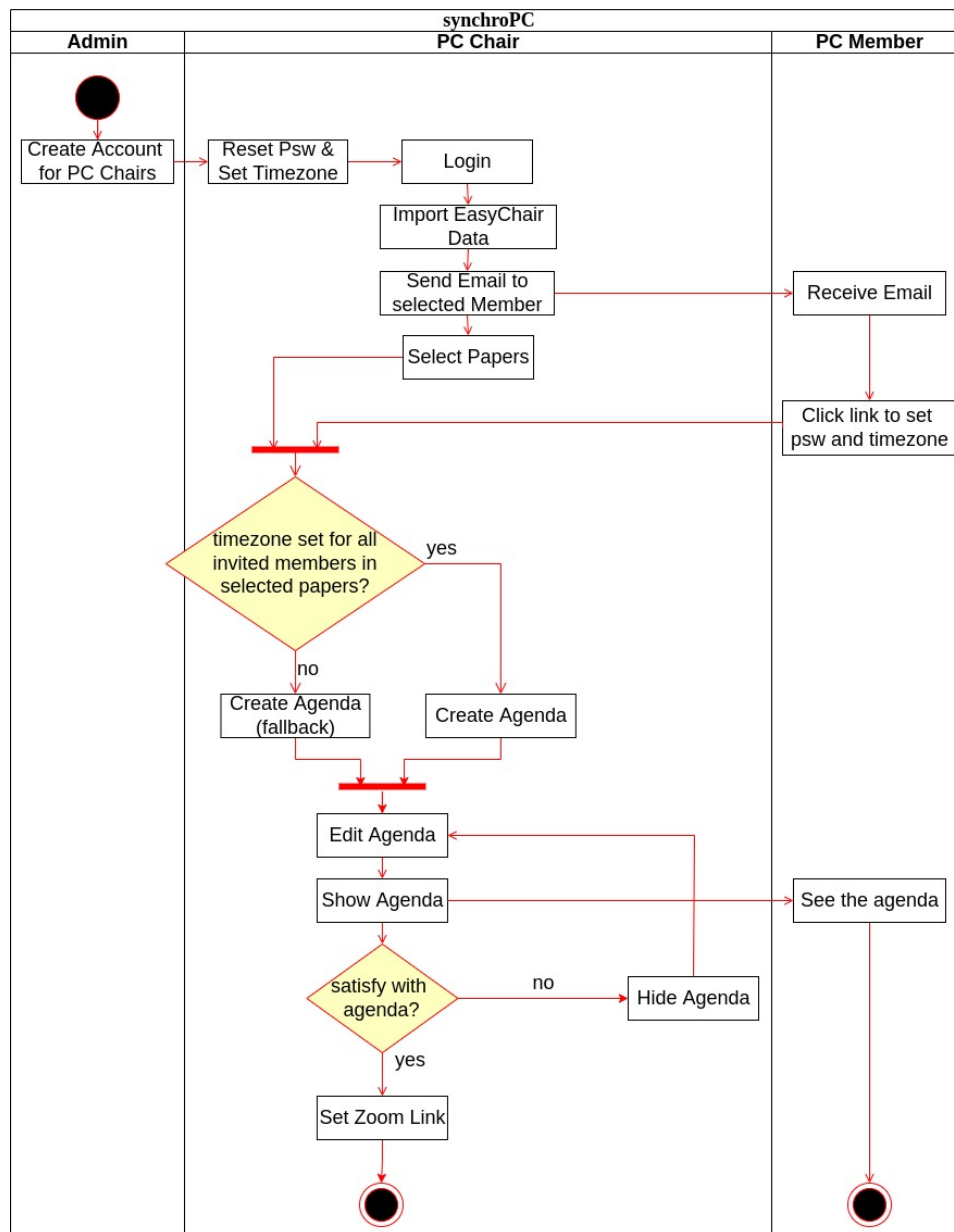 synchroPC
Admin
PC Chair
PC Member
Create Account
for PC Chairs
Reset Psw &
Set Timezone
Login
Import EasyChair
Data
Send Email to
selected Member
Receive Email
Select Papers
Click link to set
psw and timezone
timezone set for all
invited members in
selected papers?
yes
no
Create Agenda
(fallback)
Create Agenda
Edit Agenda
Show Agenda
See the agenda
satisfy with
agenda?
no
Hide Agenda
yes
Set Zoom Link